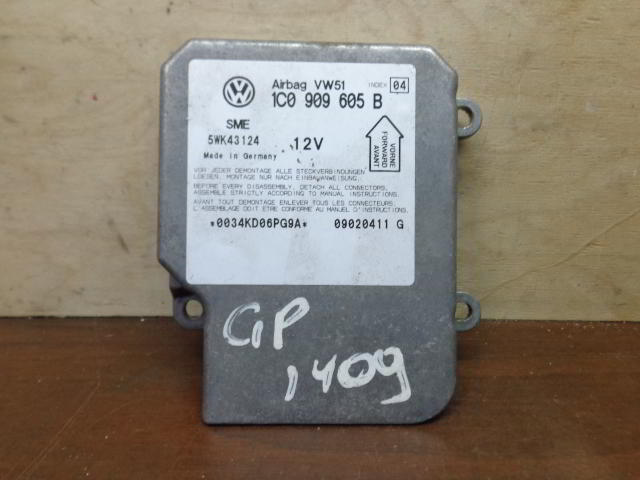 Airbag VW51 INDEX 04
1C0 909 605 B
SME
5WK43124 12V
Made in Germany
VORNE
FORWARD
AVANT
VOR JEDER DEMONTAGE ALLE STECKVERBINDUNGEN
LOESEN. MONTAGE NUR NACH EINBAUANWEISUNG.
BEFORE EVERY DISASSEMBLY, DETACH ALL CONNECTORS.
ASSEMBLE STRICTLY ACCORDING TO MANUAL INSTRUCTIONS.
AVANT TOUT DEMONTAGE ENLEVER TOUS LES CONNECTEURS.
L'ASSEMBLAGE DOIT ETRE CONFORME AU MANUEL D'INSTRUCTIONS.
*0034KD06PG9A* 09020411 G
GP
1409